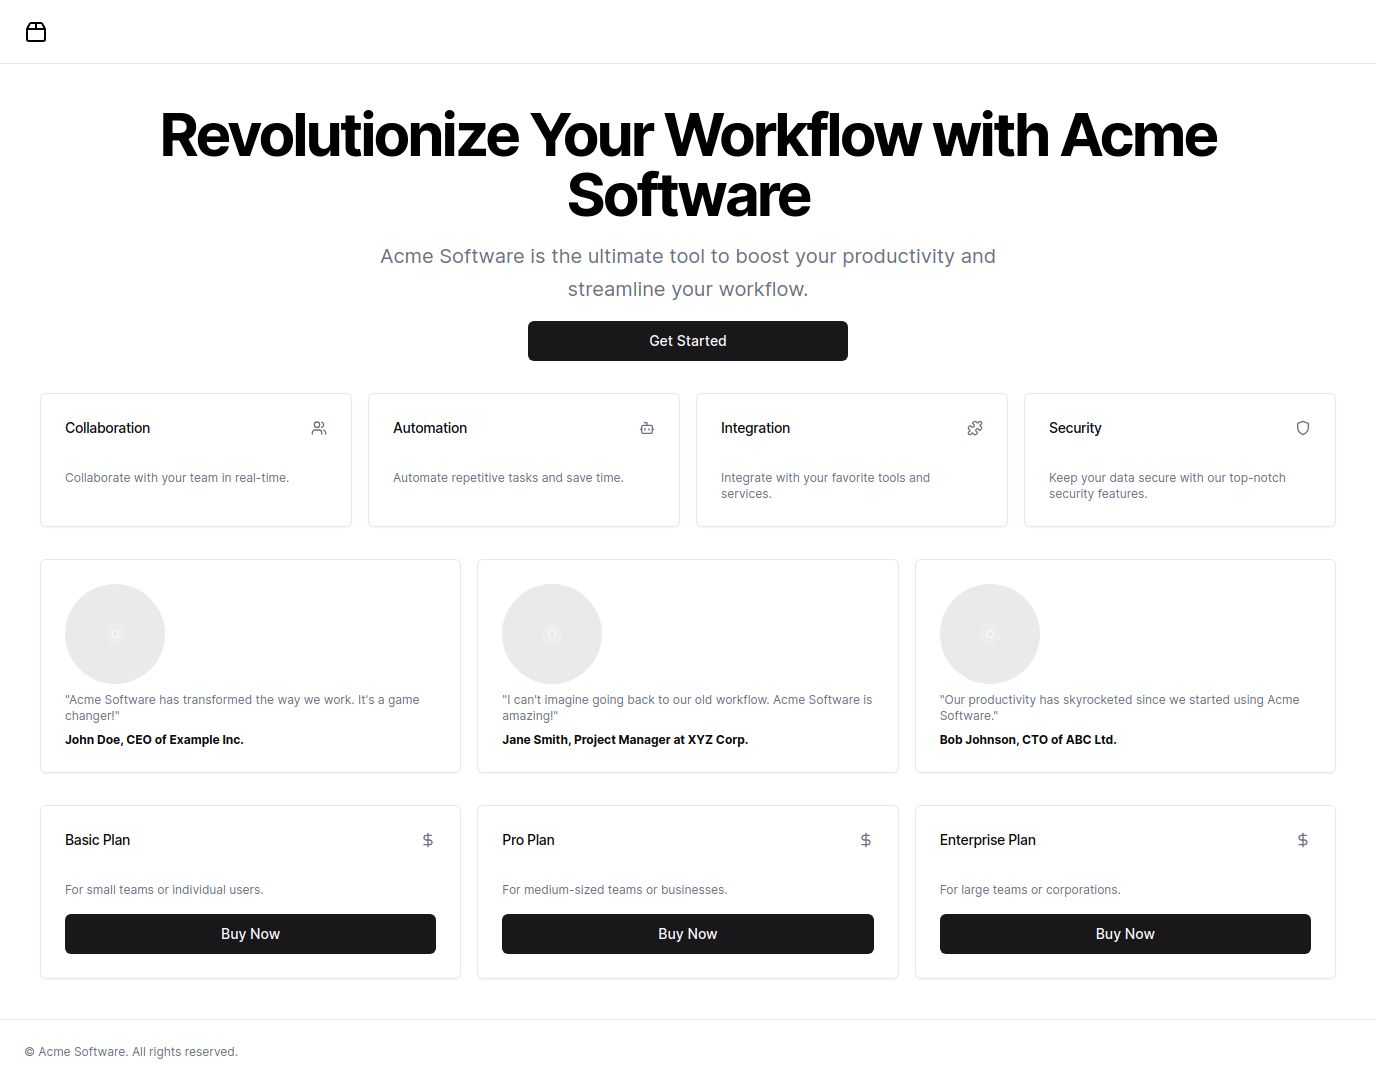 Revolutionize Your Workflow with Acme
Software
Acme Software is the ultimate tool to boost your productivity and
streamline your workflow.
Get Started
Collaboration
Collaborate with your team in real-time.
Automation
Automate repetitive tasks and save time.
Integration
Integrate with your favorite tools and
services.
Security
Keep your data secure with our top-notch
security features.
"Acme Software has transformed the way we work. It's a game
changer!"
John Doe, CEO of Example Inc.
"I can't imagine going back to our old workflow. Acme Software is
amazing!"
Jane Smith, Project Manager at XYZ Corp.
"Our productivity has skyrocketed since we started using Acme
Software."
Bob Johnson, CTO of ABC Ltd.
Basic Plan
For small teams or individual users.
Buy Now
Pro Plan
For medium-sized teams or businesses.
Buy Now
Enterprise Plan
For large teams or corporations.
Buy Now
© Acme Software. All rights reserved.